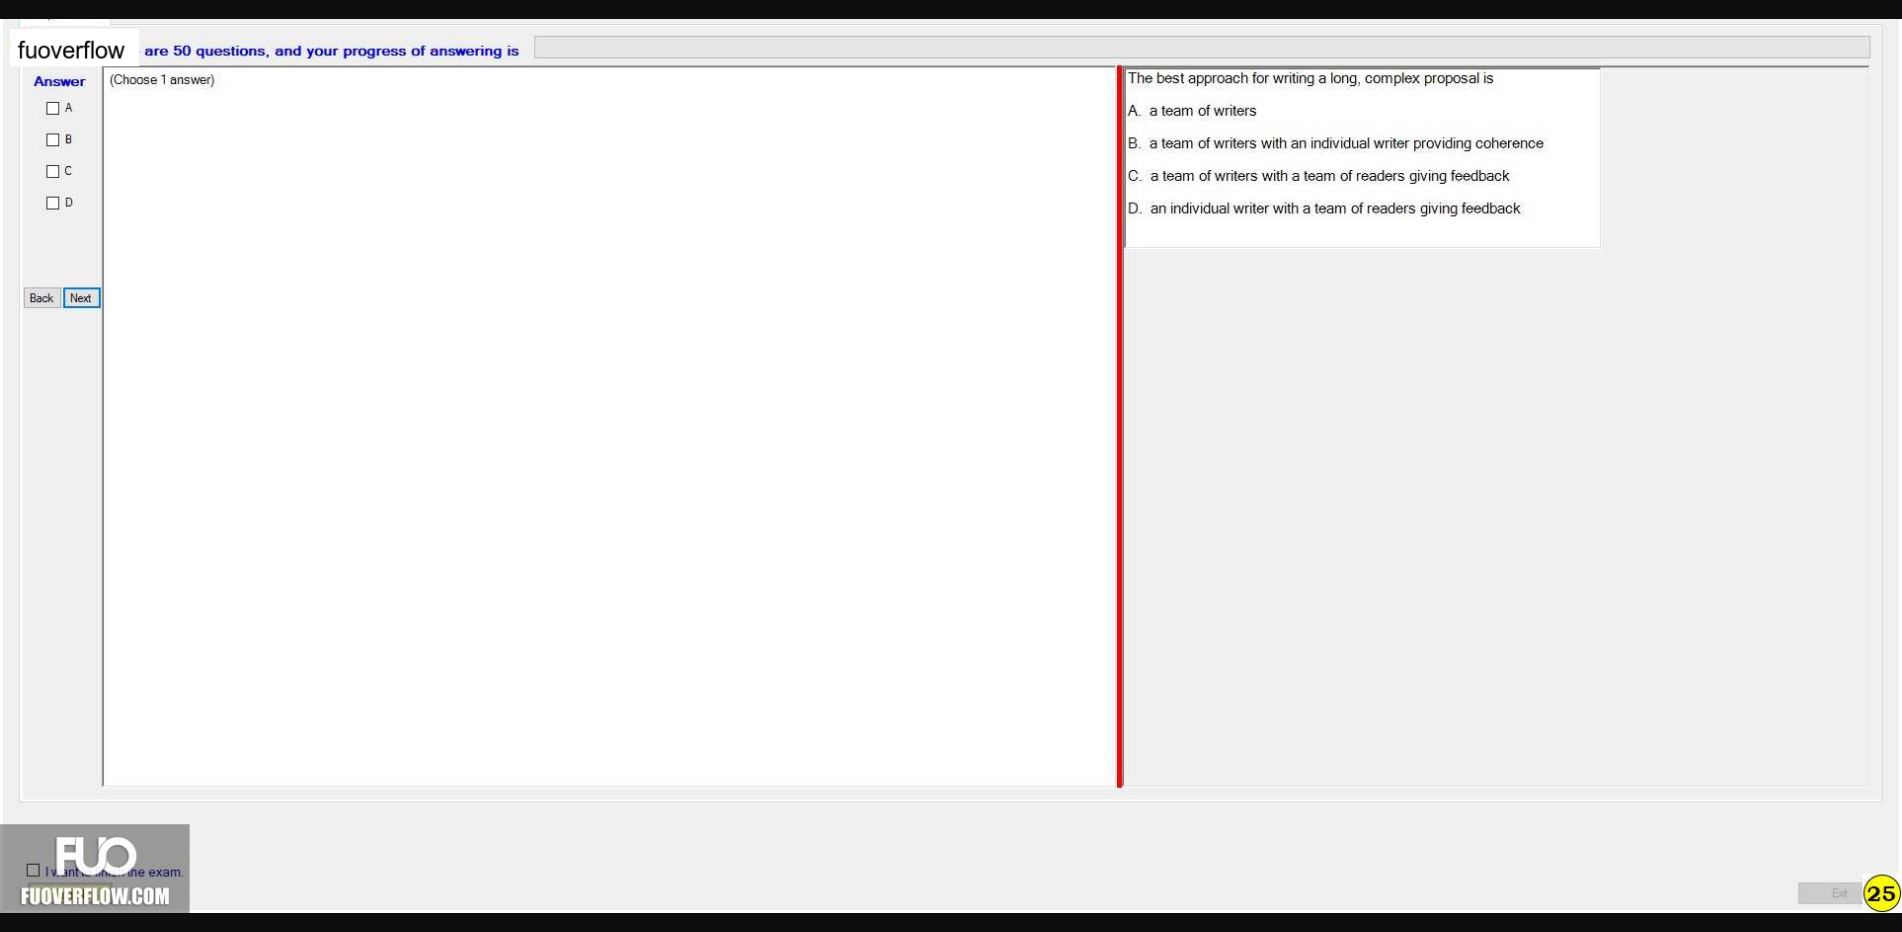 fuoverflow are 50 questions, and your progress of answering is
Answer
(Choose 1 answer)
A
B
C
D
Back Next
The best approach for writing a long, complex proposal is
A. a team of writers
B. a team of writers with an individual writer providing coherence
C. a team of writers with a team of readers giving feedback
D. an individual writer with a team of readers giving feedback
FUO
I want to finish the exam.
FUOVERFLOW.COM
Exit
25